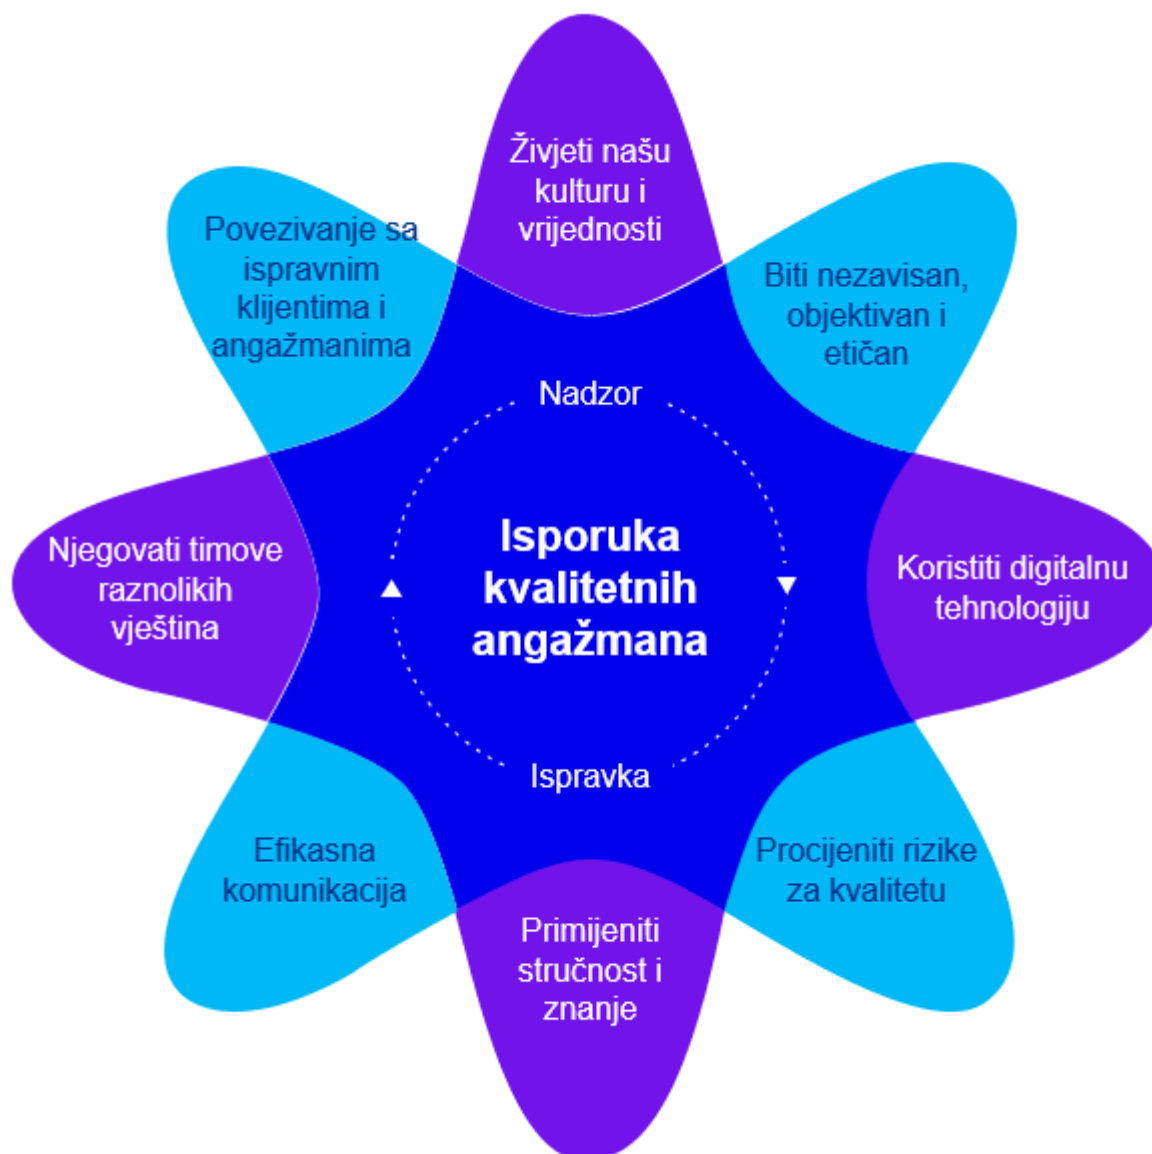 Živjeti našu
kulturu i
vrijednosti
Povezivanje sa
ispravnim
klijentima i
angažmanima
Biti nezavisan,
objektivan i
etičan
Nadzor
Isporuka
kvalitetnih
angažmana
Njegovati timove
raznolikih
vještina
Koristiti digitalnu
tehnologiju
Ispravka
Efikasna
komunikacija
Procijeniti rizike
za kvalitetu
Primijeniti
stručnost i
znanje